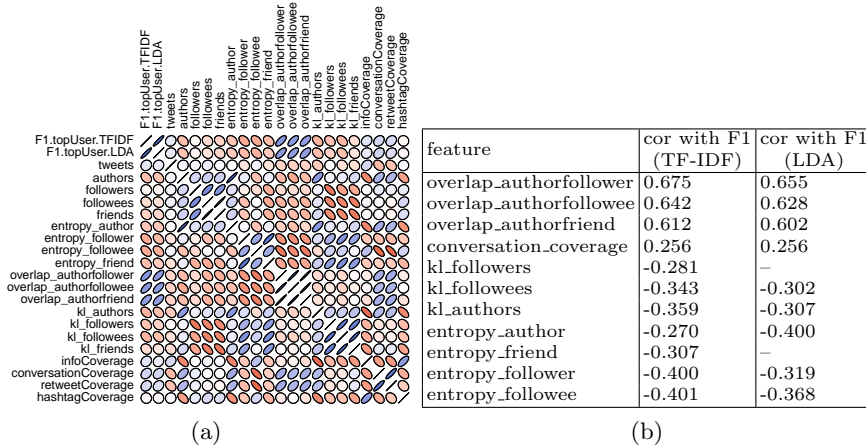 F1.topUser.TFIDF
F1.topUser.LDA
tweets
authors
followers
followees
friends
entropy_author
entropy_follower
entropy_followee
entropy_friend
overlap_authorfollower
overlap_authorfollowee
overlap_authorfriend
kl_authors
kl_followers
kl_followees
kl_friends
infoCoverage
conversationCoverage
retweetCoverage
hashtagCoverage
F1.topUser.TFIDF
F1.topUser.LDA
tweets
authors
followers
followees
friends
entropy_author
entropy_follower
entropy_followee
entropy_friend
overlap_authorfollower
overlap_authorfollowee
overlap_authorfriend
kl_authors
kl_followers
kl_followees
kl_friends
infoCoverage
conversationCoverage
retweetCoverage
hashtagCoverage
(a)
feature cor with F1 (TF-IDF) cor with F1 (LDA)
overlap_authorfollower 0.675 0.655
overlap_authorfollowee 0.642 0.628
overlap_authorfriend 0.612 0.602
conversation_coverage 0.256 0.256
kl_followers -0.281 –
kl_followees -0.343 -0.302
kl_authors -0.359 -0.307
entropy_author -0.270 -0.400
entropy_friend -0.307 –
entropy_follower -0.400 -0.319
entropy_followee -0.401 -0.368
(b)